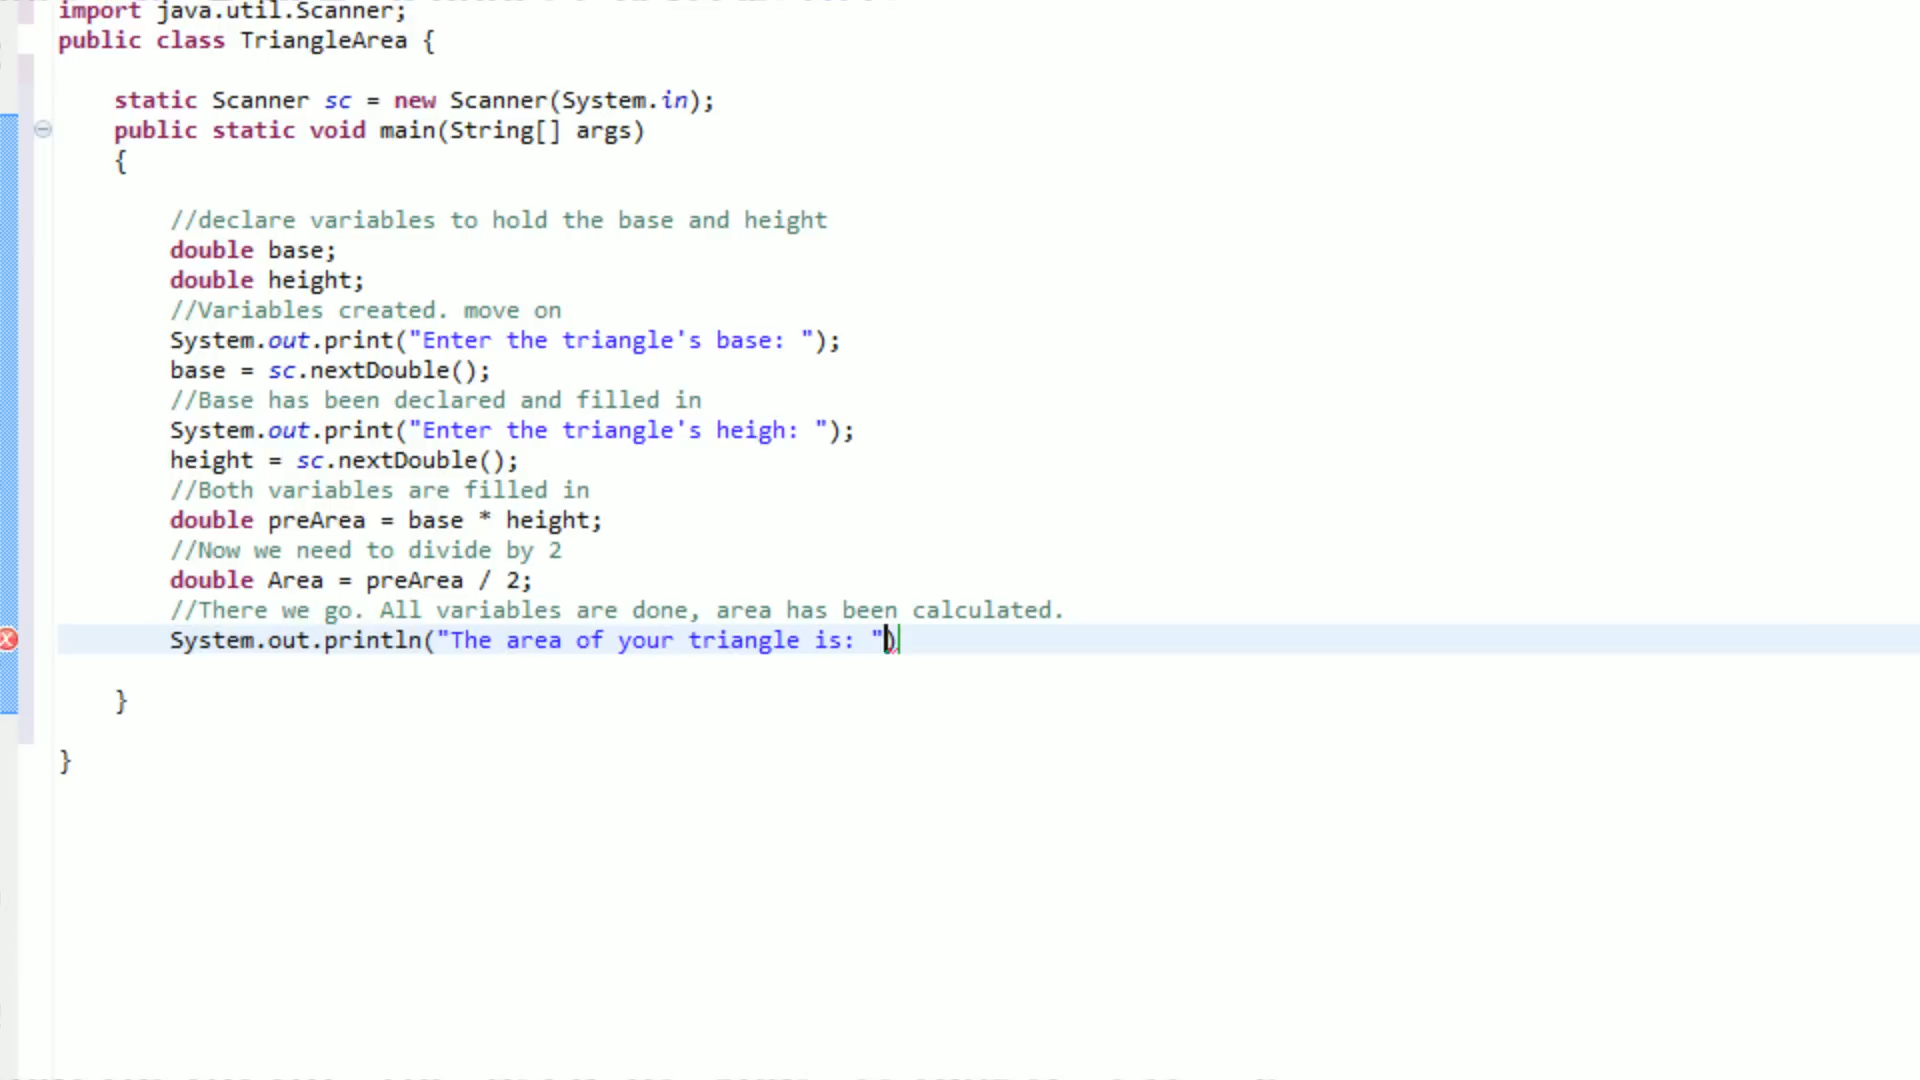 import java.util.Scanner;
public class TriangleArea {
static Scanner sc = new Scanner(System.in);
public static void main(String[] args)
{
//declare variables to hold the base and height
double base;
double height;
//Variables created. move on
System.out.print("Enter the triangle's base: ");
base = sc.nextDouble();
//Base has been declared and filled in
System.out.print("Enter the triangle's heigh: ");
height = sc.nextDouble();
//Both variables are filled in
double preArea = base * height;
//Now we need to divide by 2
double Area = preArea / 2;
//There we go. All variables are done, area has been calculated.
System.out.println("The area of your triangle is: ")
}
}